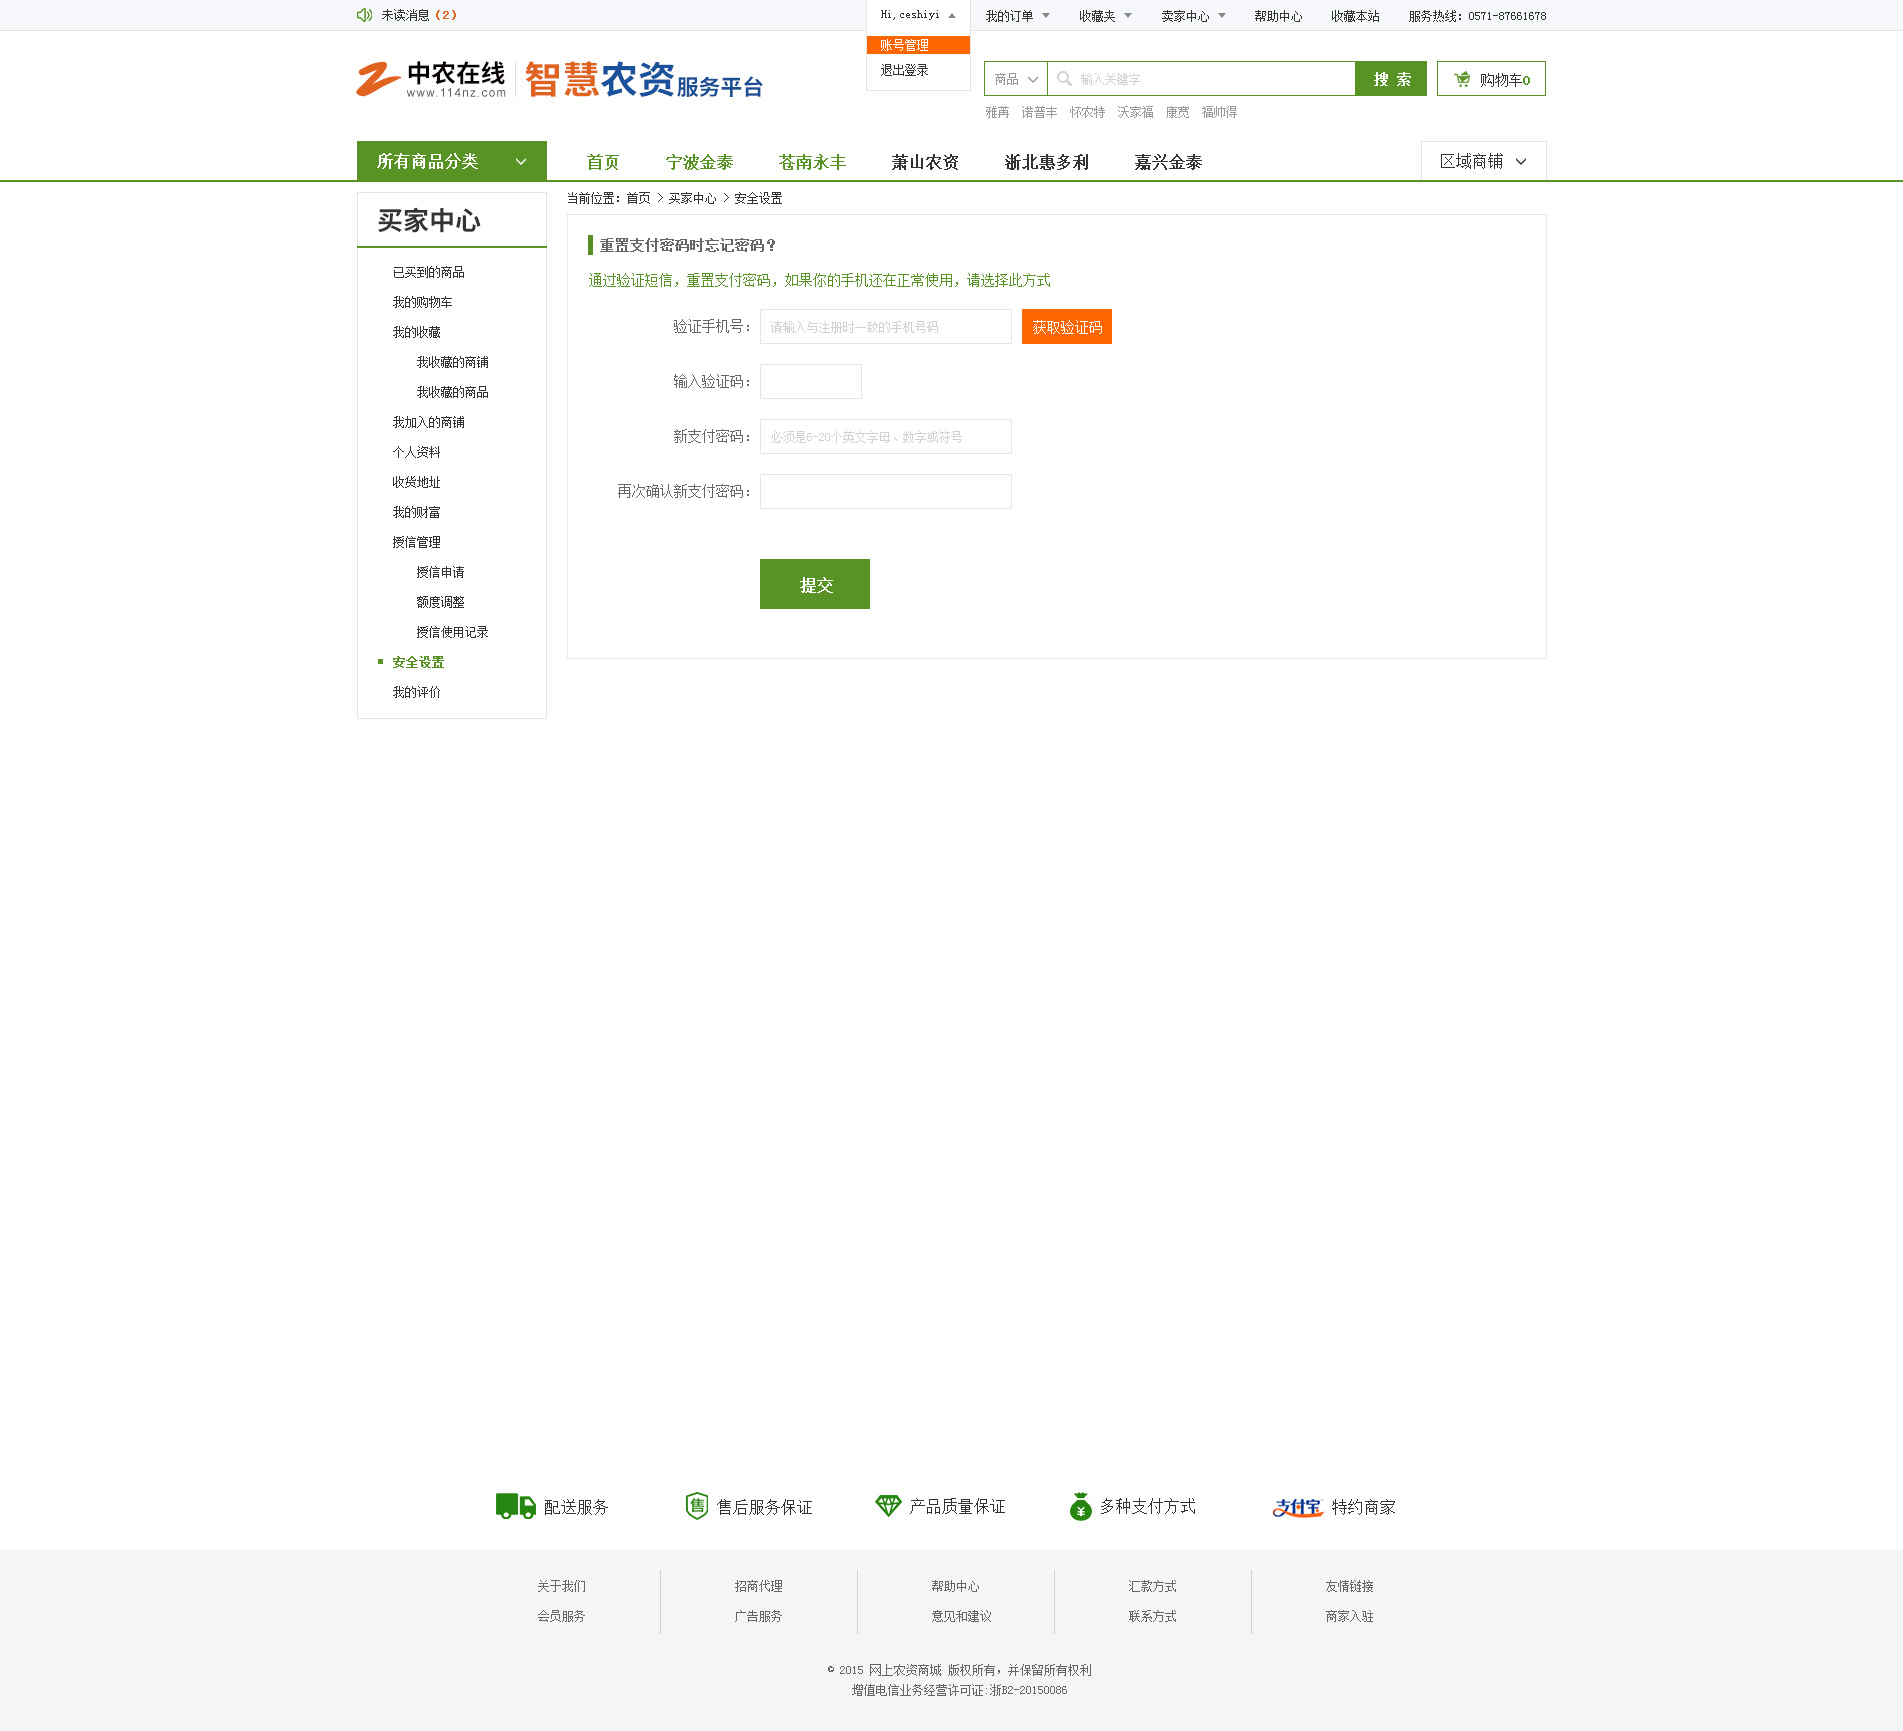 未读消息（2）
Hi,ceshiyi
我的订单 收藏夹 卖家中心 帮助中心 收藏本站 服务热线：0571-87661678
账号管理
退出登录
中农在线
www.114nz.com
智慧农资服务平台
商品 输入关键字 搜 索 购物车0
雅苒 诺普丰 怀农特 沃家福 康宽 福帅得
所有商品分类 首页 宁波金泰 苍南永丰 萧山农资 浙北惠多利 嘉兴金泰 区域商铺
当前位置：首页 > 买家中心 > 安全设置
买家中心
已买到的商品
我的购物车
我的收藏
我收藏的商铺
我收藏的商品
我加入的商铺
个人资料
收货地址
我的财富
授信管理
授信申请
额度调整
授信使用记录
安全设置
我的评价
重置支付密码时忘记密码？
通过验证短信，重置支付密码，如果你的手机还在正常使用，请选择此方式
验证手机号： 请输入与注册时一致的手机号码 获取验证码
输入验证码：
新支付密码： 必须是6-20个英文字母、数字或符号
再次确认新支付密码：
提交
配送服务 售 售后服务保证 产品质量保证 ¥ 多种支付方式 支付宝 特约商家
关于我们 招商代理 帮助中心 汇款方式 友情链接
会员服务 广告服务 意见和建议 联系方式 商家入驻
© 2015 网上农资商城 版权所有，并保留所有权利
增值电信业务经营许可证:浙B2-20150086